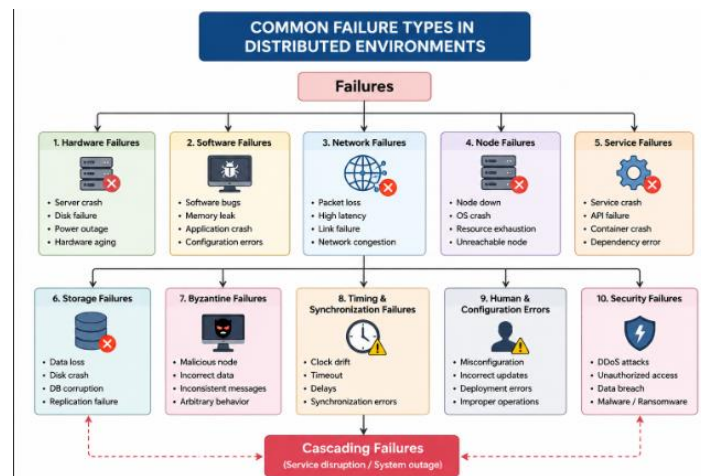 COMMON FAILURE TYPES IN
DISTRIBUTED ENVIRONMENTS
Failures
1. Hardware Failures
• Server crash
• Disk failure
• Power outage
• Hardware aging
2. Software Failures
• Software bugs
• Memory leak
• Application crash
• Configuration errors
3. Network Failures
• Packet loss
• High latency
• Link failure
• Network congestion
4. Node Failures
• Node down
• OS crash
• Resource exhaustion
• Unreachable node
5. Service Failures
• Service crash
• API failure
• Container crash
• Dependency error
6. Storage Failures
• Data loss
• Disk crash
• DB corruption
• Replication failure
7. Byzantine Failures
• Malicious node
• Incorrect data
• Inconsistent messages
• Arbitrary behavior
8. Timing &
Synchronization Failures
• Clock drift
• Timeout
• Delays
• Synchronization errors
9. Human &
Configuration Errors
• Misconfiguration
• Incorrect updates
• Deployment errors
• Improper operations
10. Security Failures
• DDoS attacks
• Unauthorized access
• Data breach
• Malware / Ransomware
Cascading Failures
(Service disruption / System outage)